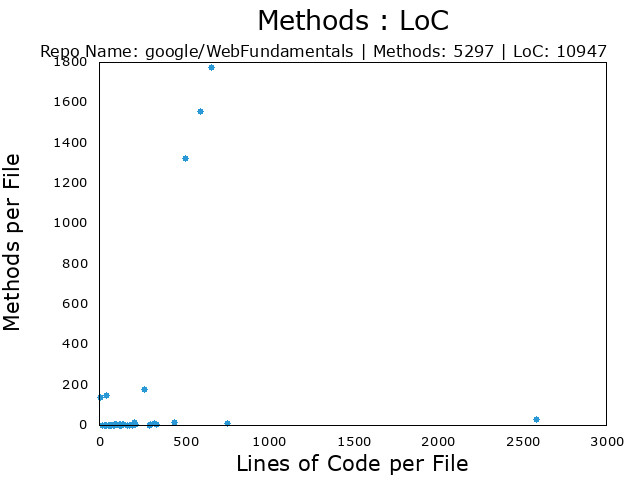 Methods : LoC
Repo Name: google/WebFundamentals | Methods: 5297 | LoC: 10947
1800
1600
1400
1200
1000
800
600
400
200
0
Methods per File
0 500 1000 1500 2000 2500 3000
Lines of Code per File